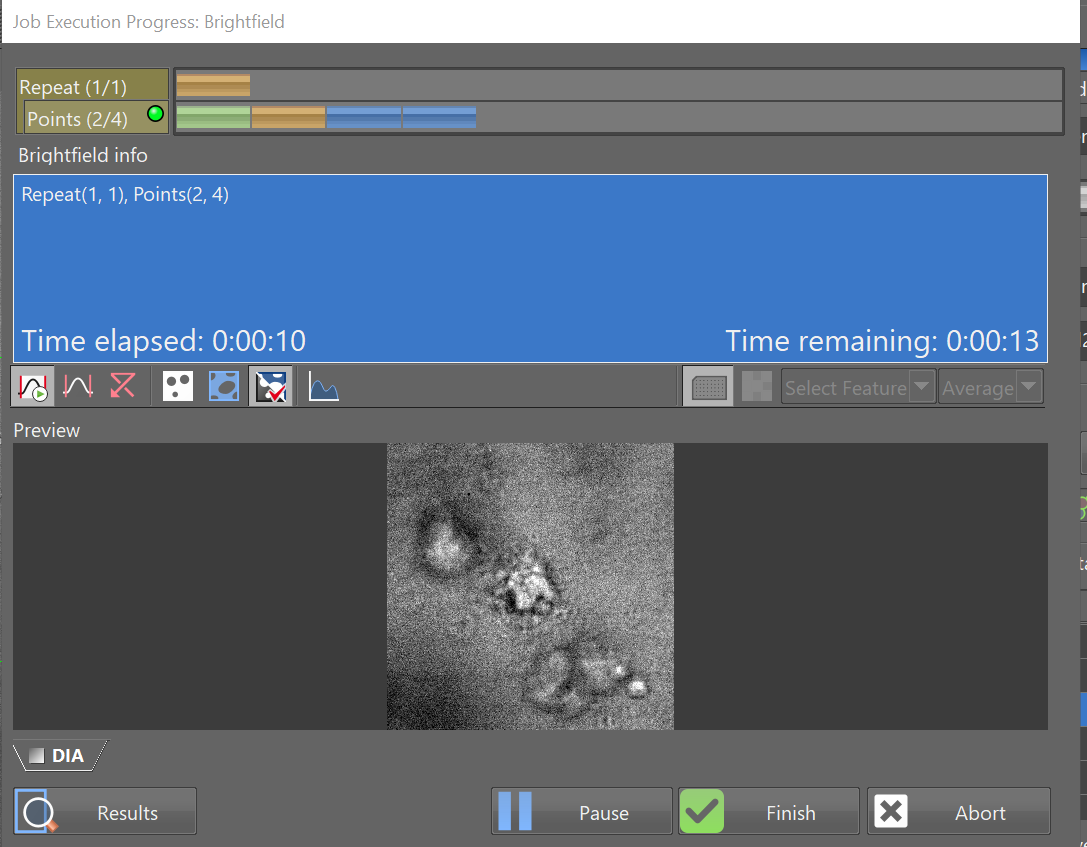 Job Execution Progress: Brightfield
Repeat (1/1)
Points (2/4)
Brightfield info
Repeat(1, 1), Points(2, 4)
Time elapsed: 0:00:10 Time remaining: 0:00:13
Select Feature Average
Preview
DIA
Results Pause Finish Abort